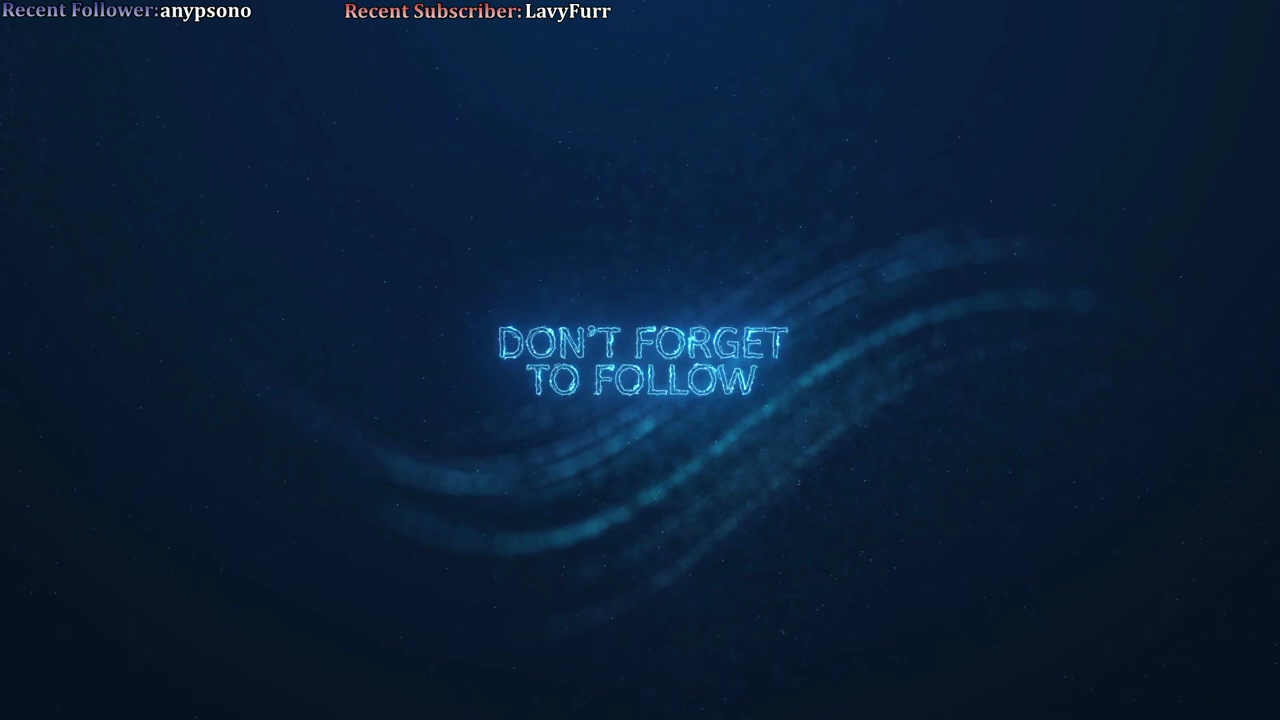 Recent Follower:anypsono
Recent Subscriber: LavyFurr
DON'T FORGET
TO FOLLOW